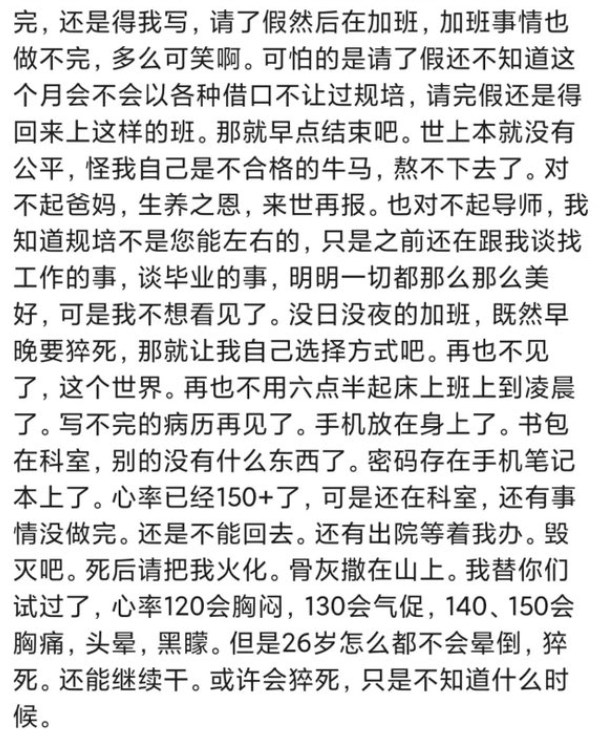 完，还是得我写，请了假然后在加班，加班事情也
做不完，多么可笑啊。可怕的是请了假还不知道这
个月会不会以各种借口不让过规培，请完假还是得
回来上这样的班。那就早点结束吧。世上本就没有
公平，怪我自己是不合格的牛马，熬不下去了。对
不起爸妈，生养之恩，来世再报。也对不起导师，我
知道规培不是您能左右的，只是之前还在跟我谈找
工作的事，谈毕业的事，明明一切都那么那么美
好，可是我不想看见了。没日没夜的加班，既然早
晚要猝死，那就让我自己选择方式吧。再也不见
了，这个世界。再也不用六点半起床上班上到凌晨
了。写不完的病历再见了。手机放在身上了。书包
在科室，别的没有什么东西了。密码存在手机笔记
本上了。心率已经150+了，可是还在科室，还有事
情没做完。还是不能回去。还有出院等着我办。毁
灭吧。死后请把我火化。骨灰撒在山上。我替你们
试过了，心率120会胸闷，130会气促，140、150会
胸痛，头晕，黑矇。但是26岁怎么都不会晕倒，猝
死。还能继续干。或许会猝死，只是不知道什么时
候。